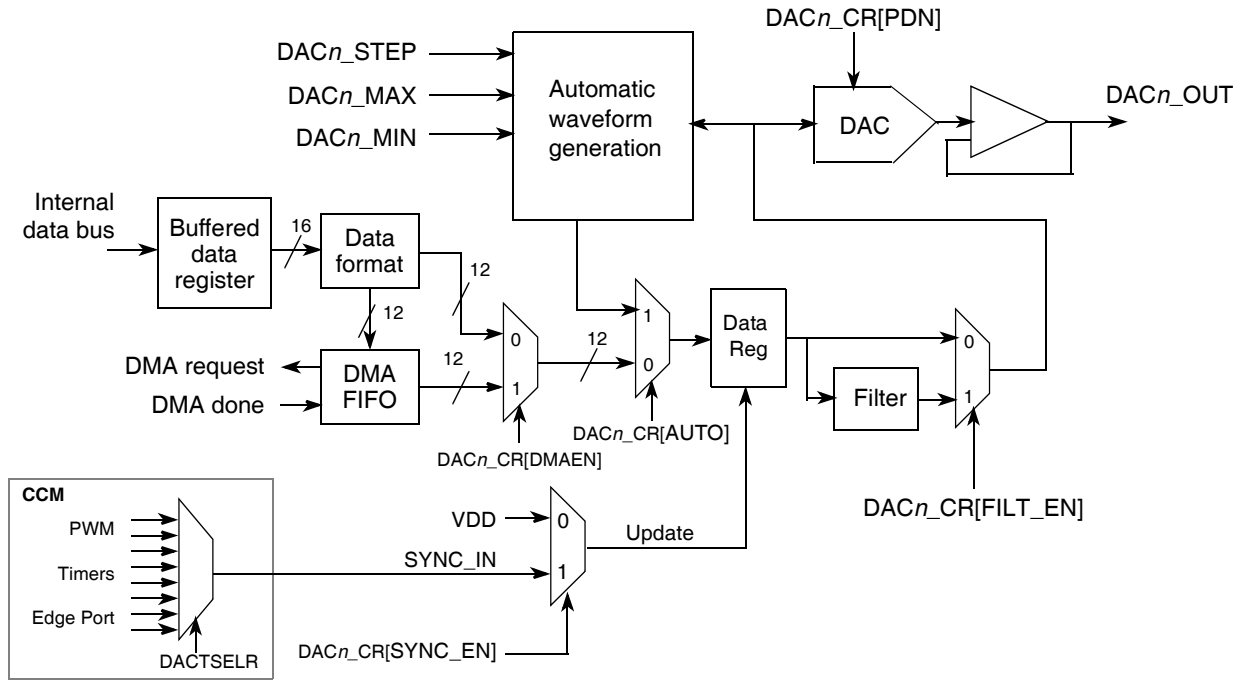 DACn_CR[PDN]
DACn_STEP
DACn_MAX
DACn_MIN
Automatic
waveform
generation
DAC
DACn_OUT
Internal
data bus
Buffered
data
register
16
Data
format
12
12
DMA request
DMA done
DMA
FIFO
12
0
1
12
1
0
Data
Reg
Filter
0
1
DACn_CR[DMAEN]
DACn_CR[AUTO]
DACn_CR[FILT_EN]
CCM
PWM
Timers
Edge Port
DACTSELR
VDD
SYNC_IN
0
1
Update
DACn_CR[SYNC_EN]